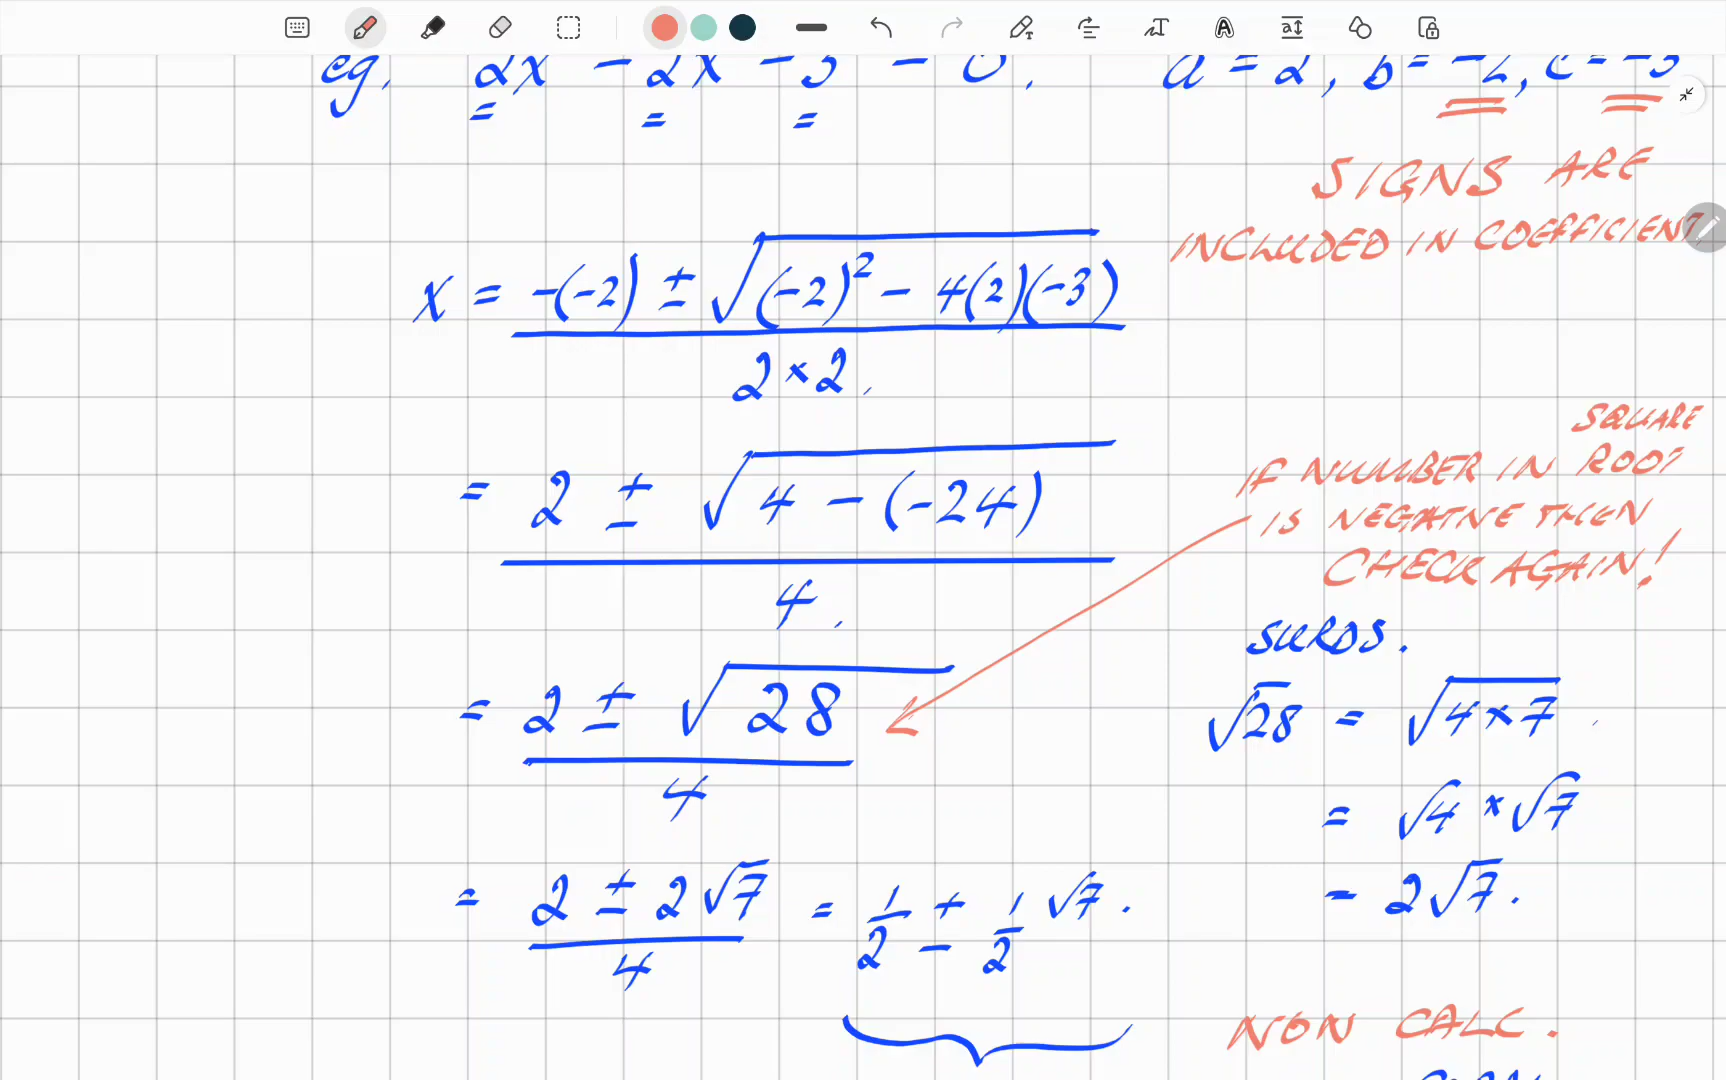 eg. 2x - 2x - 3 - 0. a = 2, b = -2, c = -3
= = =
SIGNS ARE
INCLUDED IN COEFFICIENT
x = -(-2) ± √(-2)² - 4(2)(-3)
2 × 2.
SQUARE
IF NUMBER IN ROOT
IS NEGATIVE THEN
CHECK AGAIN!
= 2 ± √4 - (-24)
4.
SURDS.
= 2 ± √28
4
√28 = √4×7
= √4 × √7
= 2 ± 2√7
4
= 1/2 ± 1/2 √7.
= 2√7.
NON CALC.